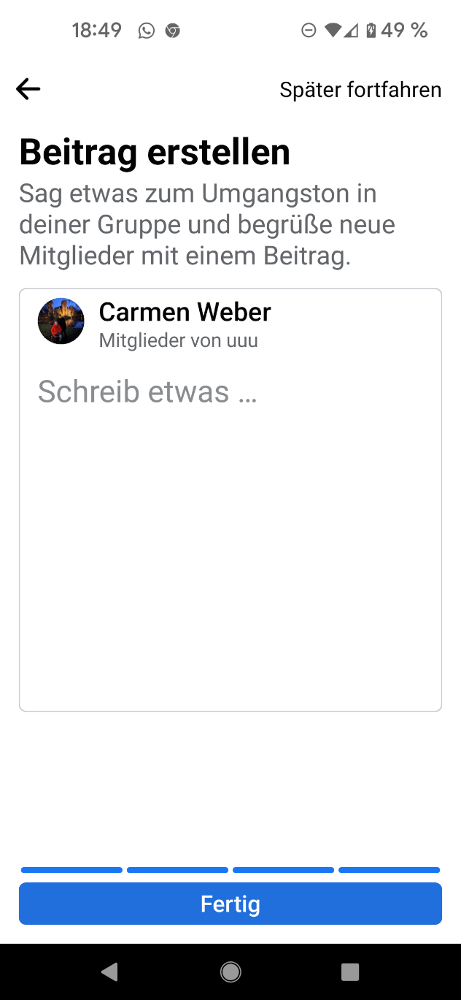 18:49
49 %
Später fortfahren
Beitrag erstellen
Sag etwas zum Umgangston in
deiner Gruppe und begrüße neue
Mitglieder mit einem Beitrag.
Carmen Weber
Mitglieder von uuu
Schreib etwas …
Fertig